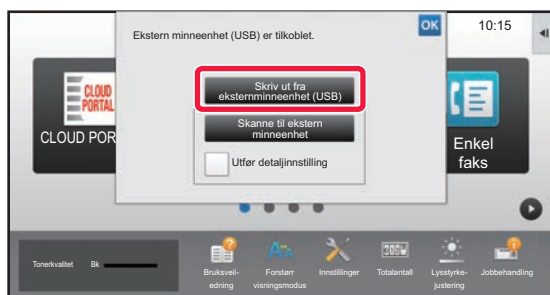 Ekstern minneenhet (USB) er tilkoblet.
OK
10:15
Skriv ut fra
eksternminneenhet (USB)
CLOUD
PORTAL
CLOUD POR
Skanne til ekstern
minneenhet
Utfør detaljinnstilling
Enkel
faks
Tonerkvalitet Bk
Bruksveil-
edning
Forstørr
visningsmodus
Innstillinger
Totalantall
Lysstyrke-
justering
Jobbehandling